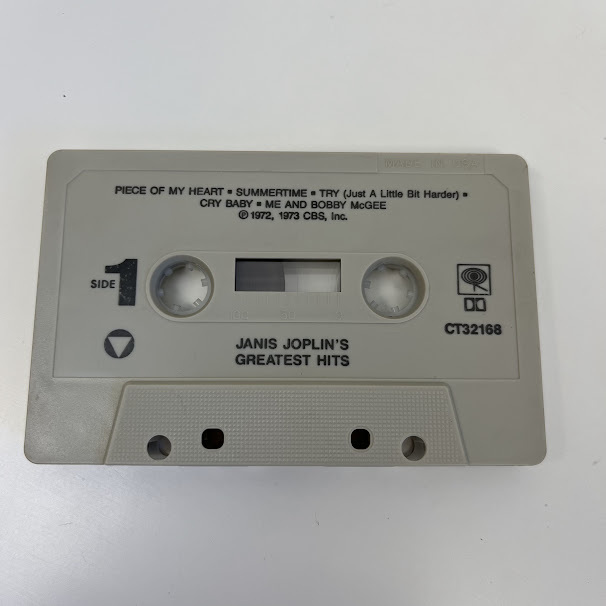 PIECE OF MY HEART ▪ SUMMERTIME ▪ TRY (Just A Little Bit Harder) ▪
CRY BABY ▪ ME AND BOBBY McGEE
℗ 1972, 1973 CBS, Inc.
SIDE 1
JANIS JOPLIN'S
GREATEST HITS
CT32168